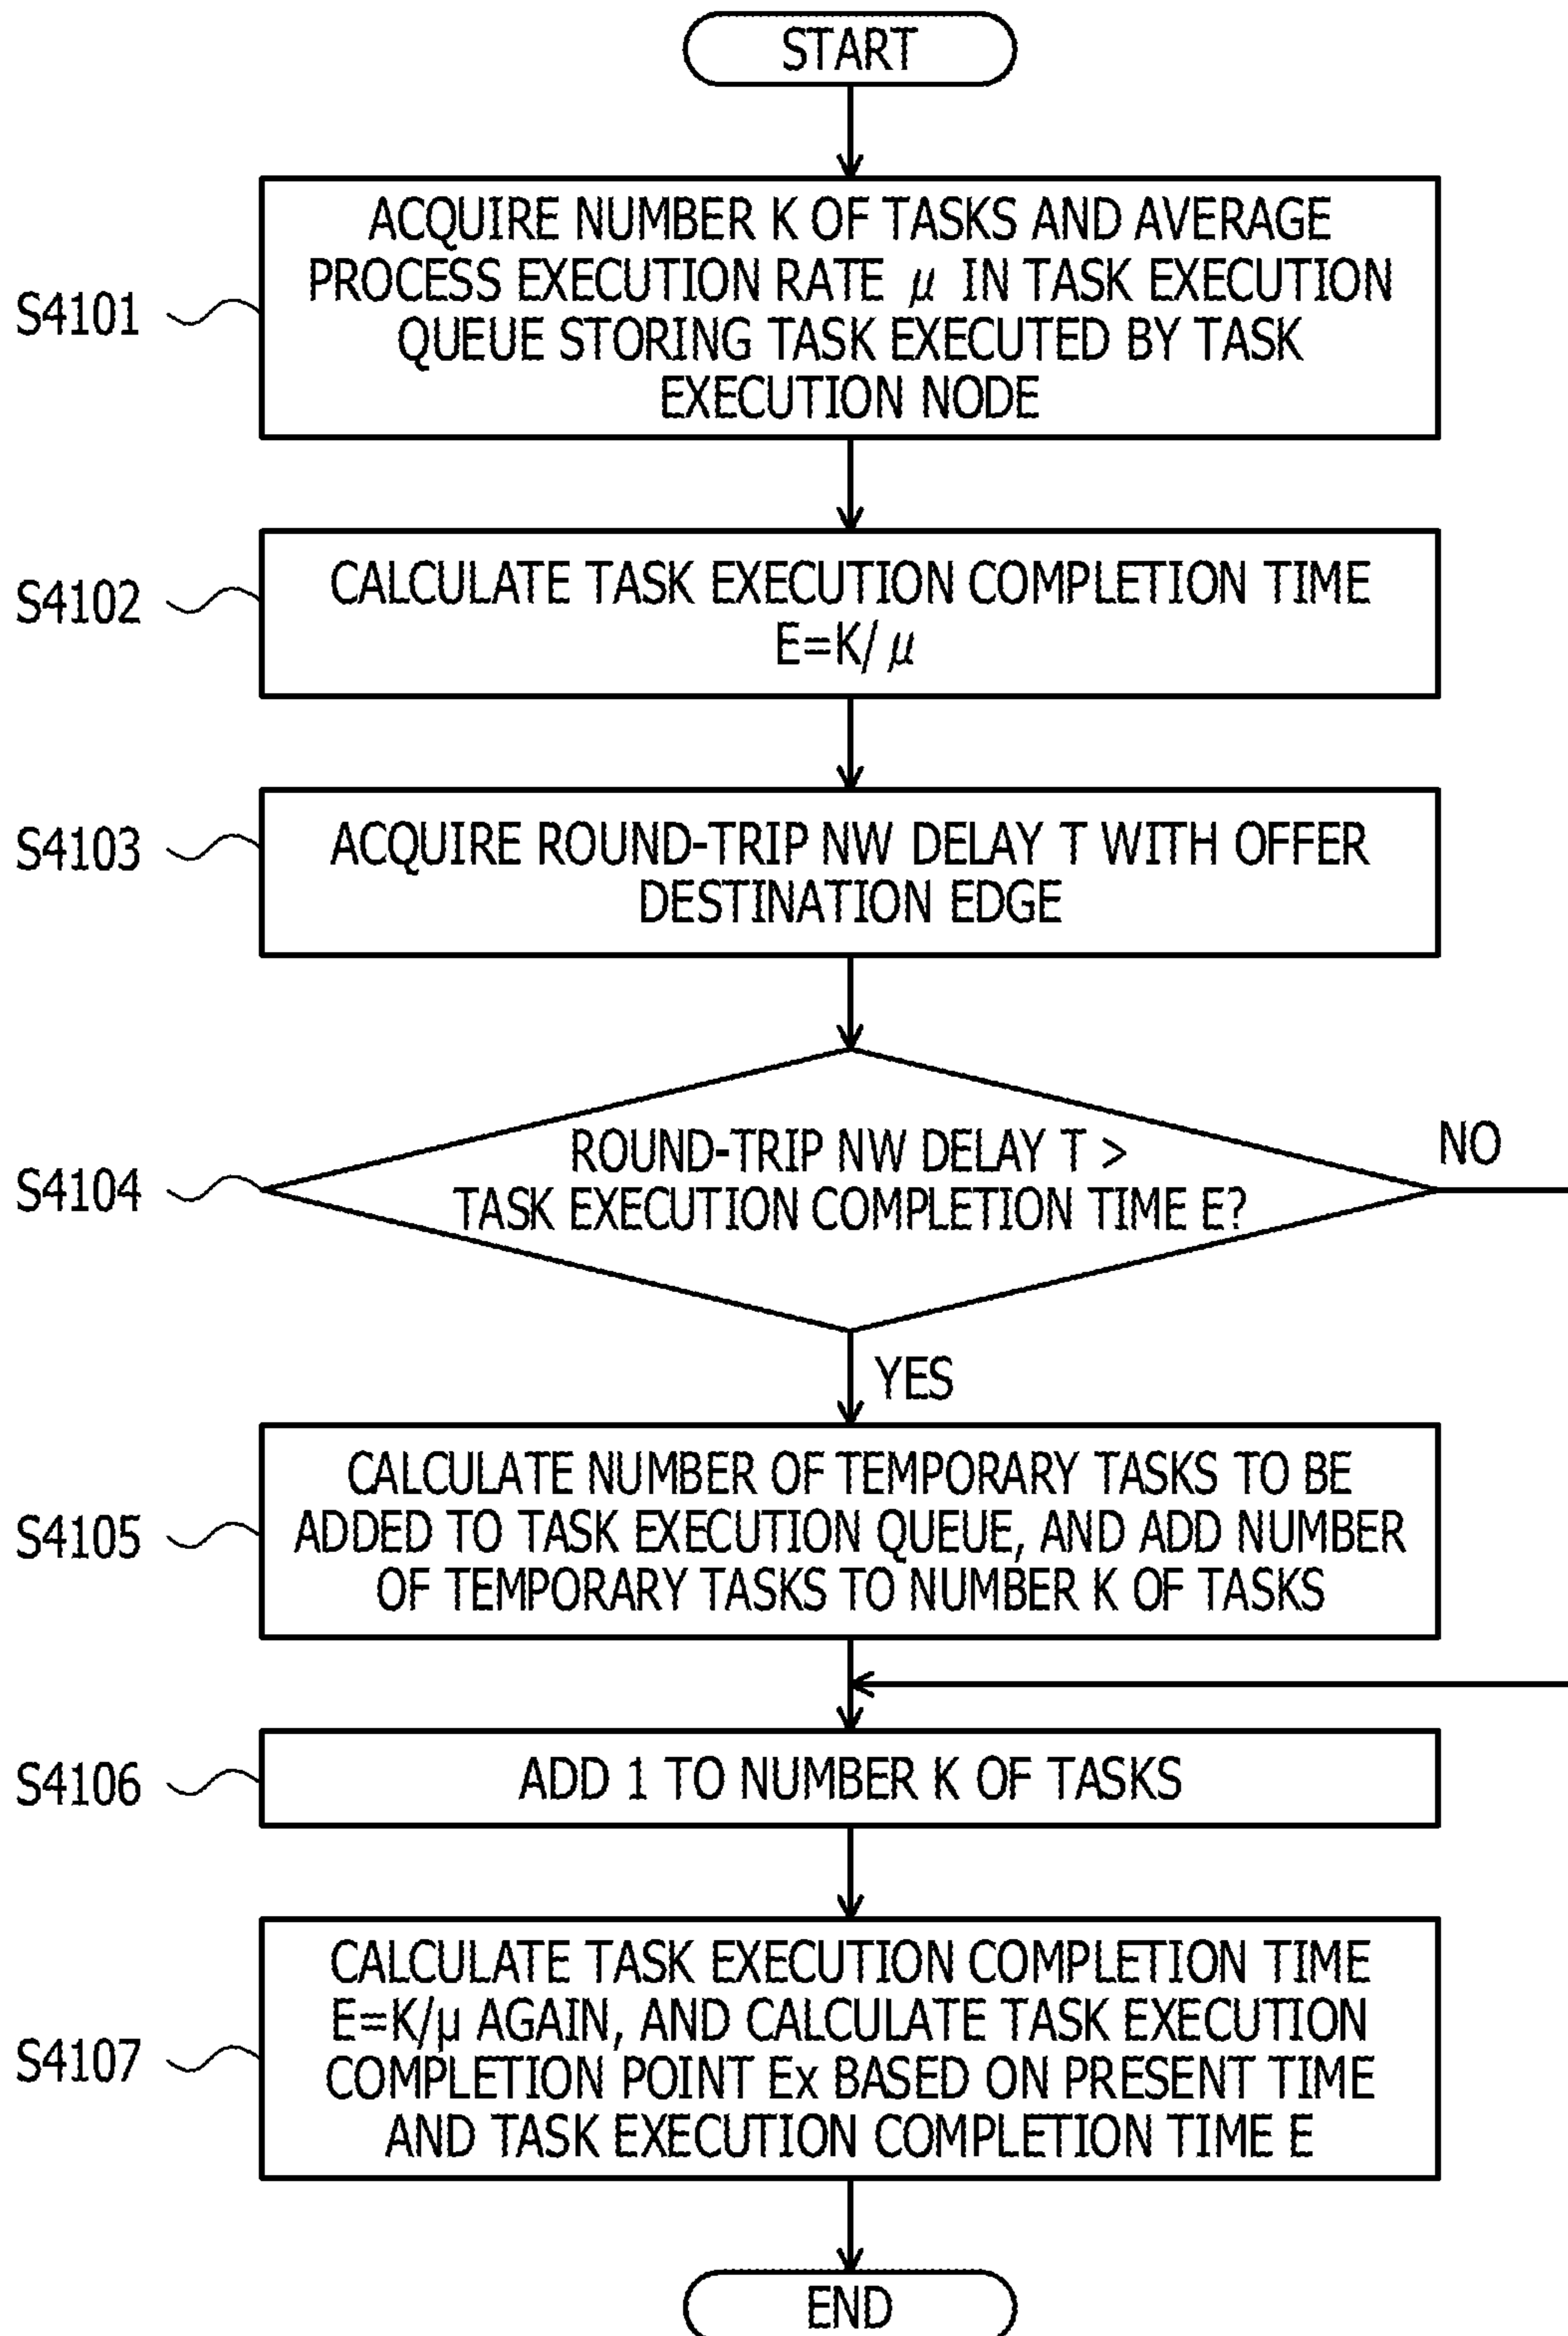 START
S4101
ACQUIRE NUMBER K OF TASKS AND AVERAGE
PROCESS EXECUTION RATE μ IN TASK EXECUTION
QUEUE STORING TASK EXECUTED BY TASK
EXECUTION NODE
S4102
CALCULATE TASK EXECUTION COMPLETION TIME
E=K/μ
S4103
ACQUIRE ROUND-TRIP NW DELAY T WITH OFFER
DESTINATION EDGE
S4104
ROUND-TRIP NW DELAY T >
TASK EXECUTION COMPLETION TIME E?
NO
YES
S4105
CALCULATE NUMBER OF TEMPORARY TASKS TO BE
ADDED TO TASK EXECUTION QUEUE, AND ADD NUMBER
OF TEMPORARY TASKS TO NUMBER K OF TASKS
S4106
ADD 1 TO NUMBER K OF TASKS
S4107
CALCULATE TASK EXECUTION COMPLETION TIME
E=K/μ AGAIN, AND CALCULATE TASK EXECUTION
COMPLETION POINT Ex BASED ON PRESENT TIME
AND TASK EXECUTION COMPLETION TIME E
END